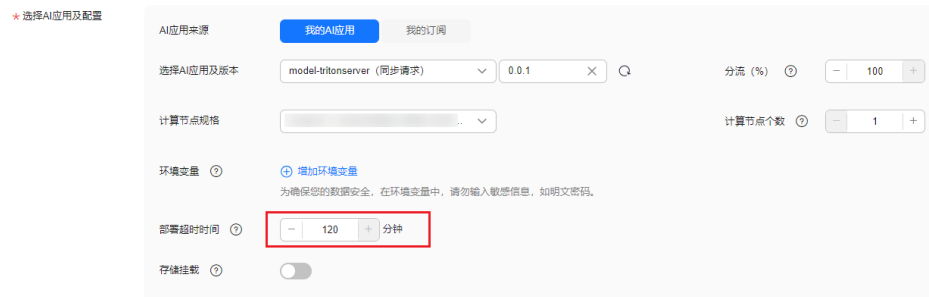 * 选择AI应用及配置
AI应用来源 我的AI应用 我的订阅
选择AI应用及版本 model-tritonserver（同步请求） 0.0.1 分流（%） ? − 100 +
计算节点规格 .. 计算节点个数 ? − 1 +
环境变量 ? 增加环境变量
为确保您的数据安全，在环境变量中，请勿输入敏感信息，如明文密码。
部署超时时间 ? − 120 + 分钟
存储挂载 ?